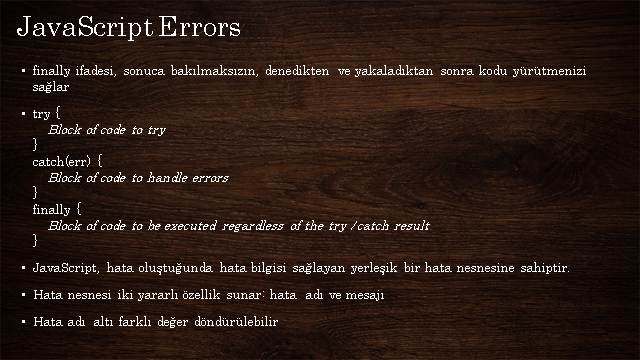 JavaScript Errors
• finally ifadesi, sonuca bakılmaksızın, denedikten ve yakaladıktan sonra kodu yürütmenizi
sağlar
• try {
Block of code to try
}
catch(err) {
Block of code to handle errors
}
finally {
Block of code to be executed regardless of the try /catch result
}
• JavaScript, hata oluştuğunda hata bilgisi sağlayan yerleşik bir hata nesnesine sahiptir.
• Hata nesnesi iki yararlı özellik sunar: hata adı ve mesajı
• Hata adı altı farklı değer döndürülebilir